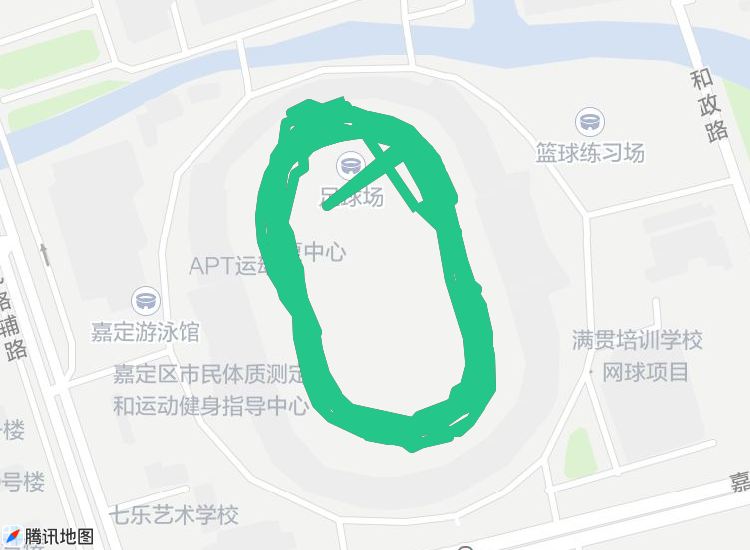 和政路
篮球练习场
足球场
APT运动
中心
嘉定游泳馆
路辅路
满贯培训学校
网球项目
嘉定区市民体质测定
和运动健身指导中心
楼
号楼
七乐艺术学校
嘉
腾讯地图